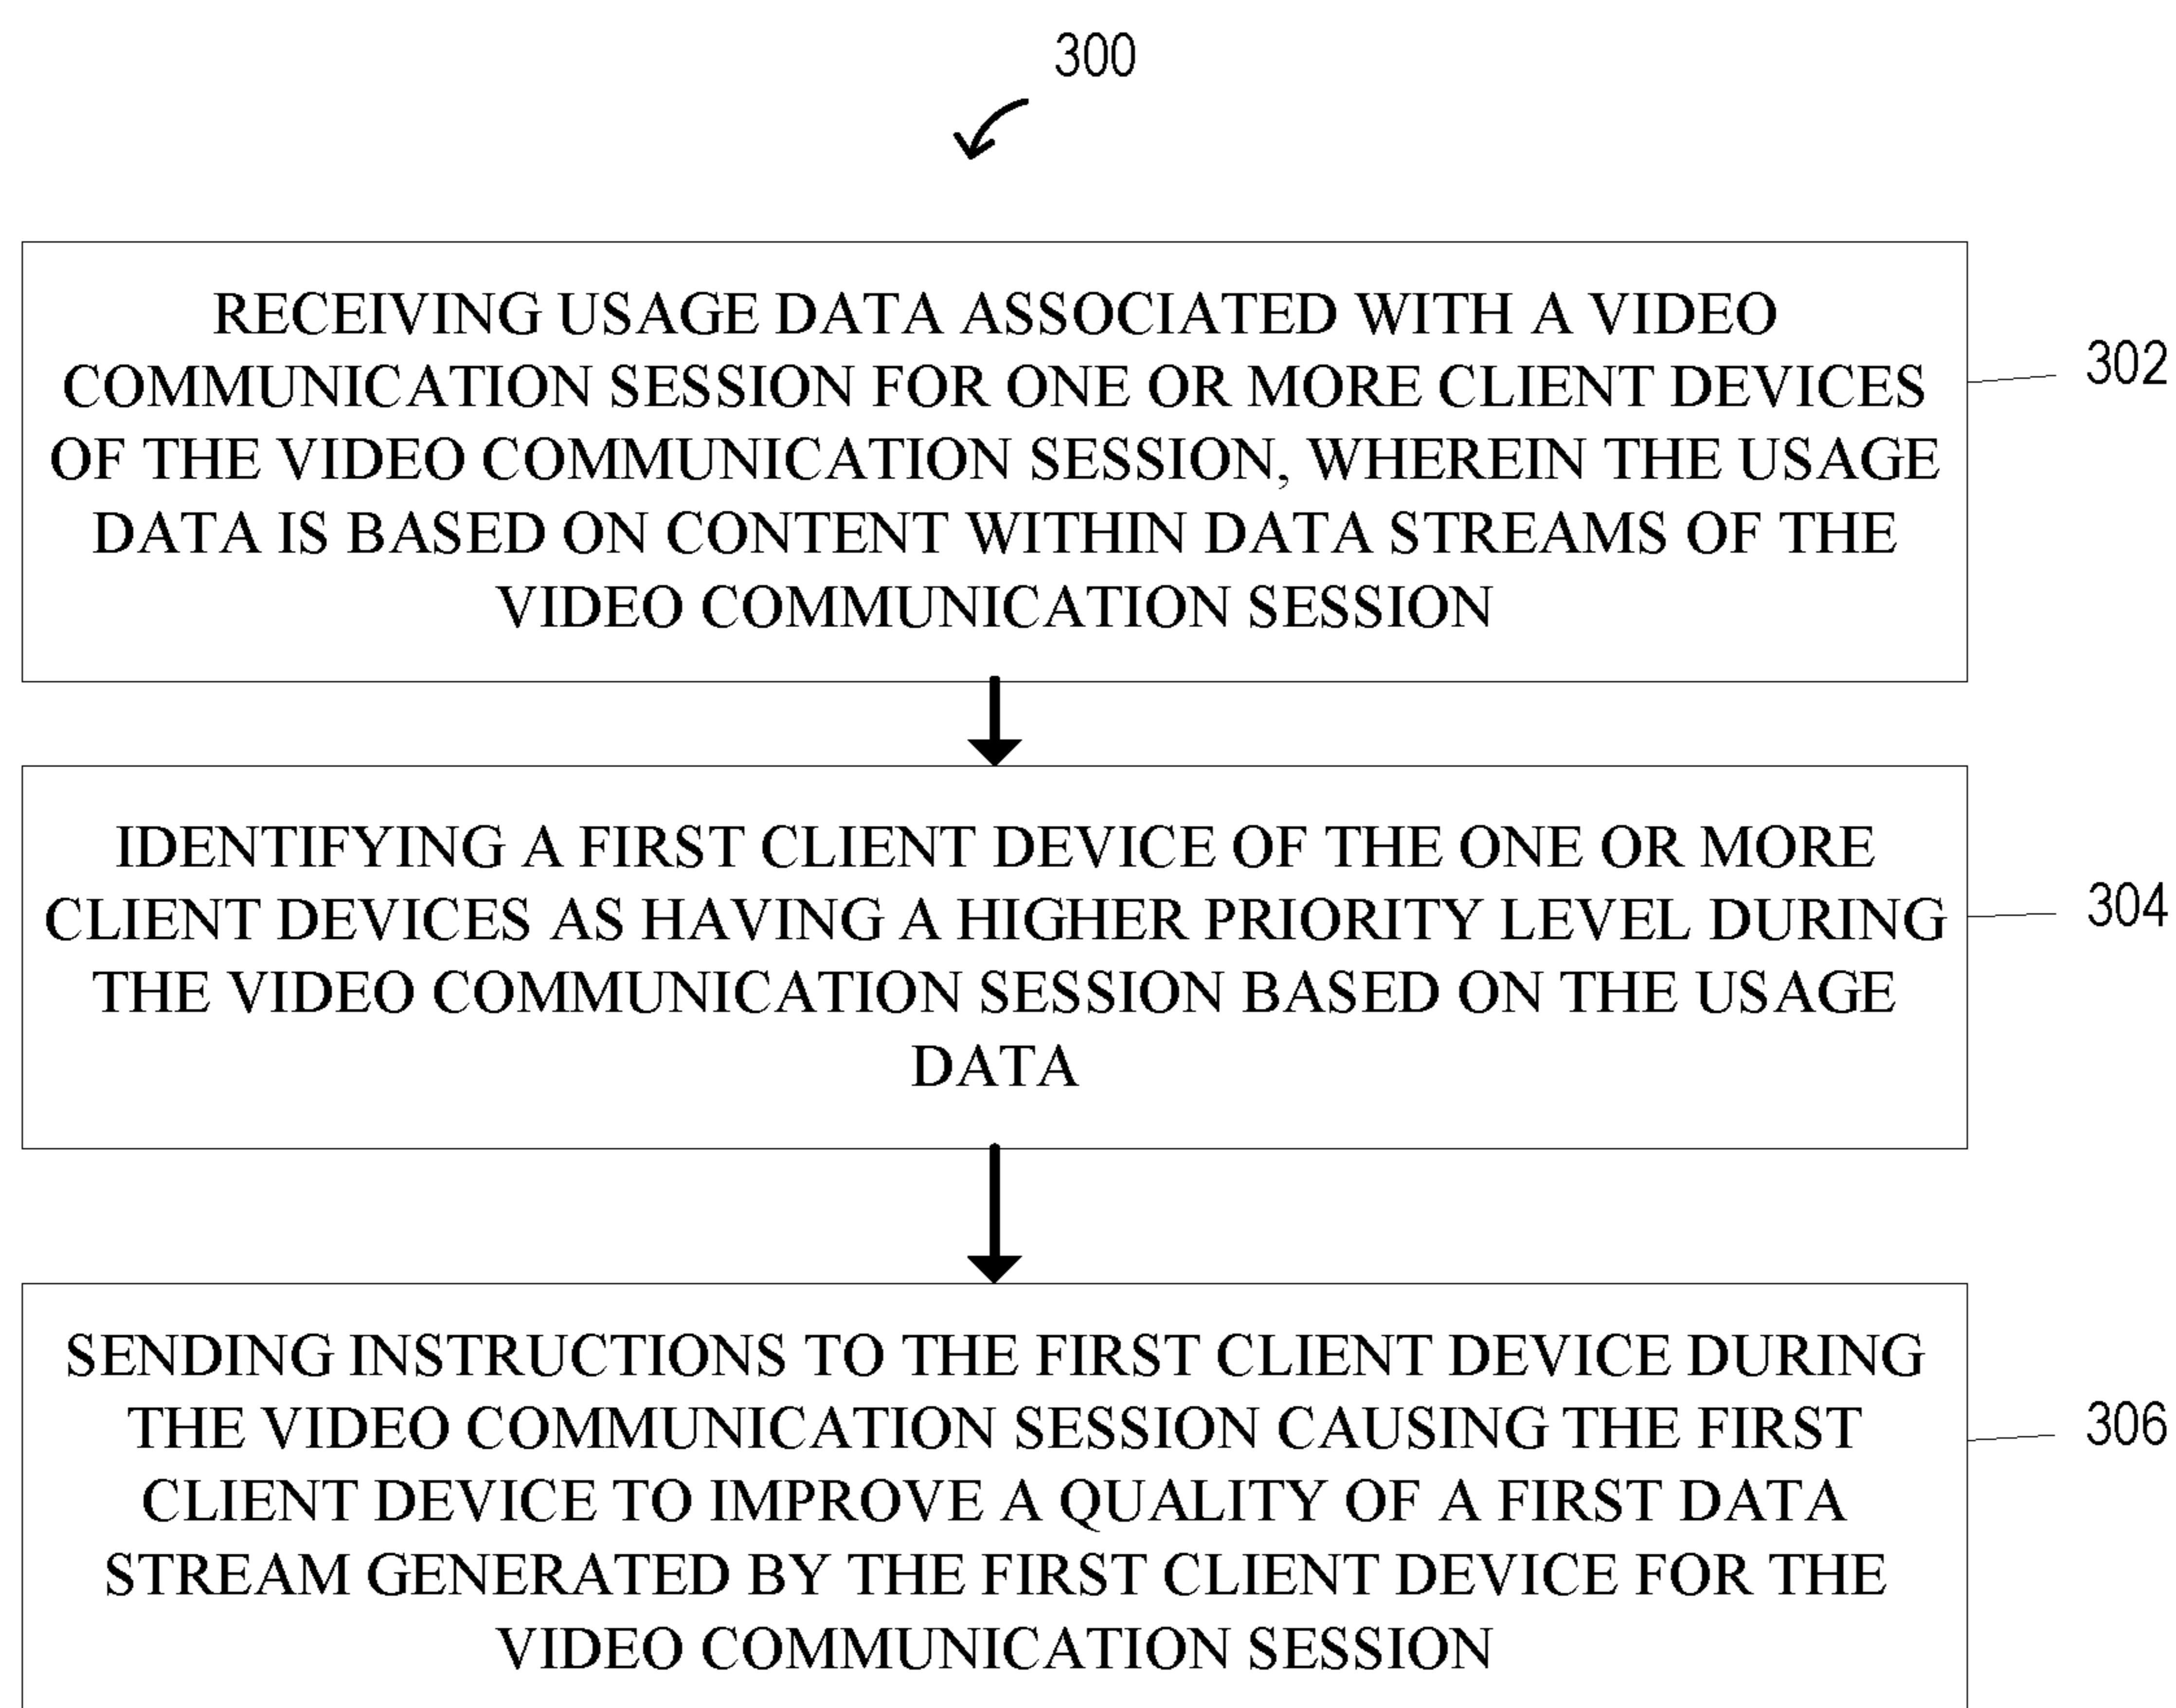 300
RECEIVING USAGE DATA ASSOCIATED WITH A VIDEO
COMMUNICATION SESSION FOR ONE OR MORE CLIENT DEVICES
OF THE VIDEO COMMUNICATION SESSION, WHEREIN THE USAGE
DATA IS BASED ON CONTENT WITHIN DATA STREAMS OF THE
VIDEO COMMUNICATION SESSION
302
IDENTIFYING A FIRST CLIENT DEVICE OF THE ONE OR MORE
CLIENT DEVICES AS HAVING A HIGHER PRIORITY LEVEL DURING
THE VIDEO COMMUNICATION SESSION BASED ON THE USAGE
DATA
304
SENDING INSTRUCTIONS TO THE FIRST CLIENT DEVICE DURING
THE VIDEO COMMUNICATION SESSION CAUSING THE FIRST
CLIENT DEVICE TO IMPROVE A QUALITY OF A FIRST DATA
STREAM GENERATED BY THE FIRST CLIENT DEVICE FOR THE
VIDEO COMMUNICATION SESSION
306